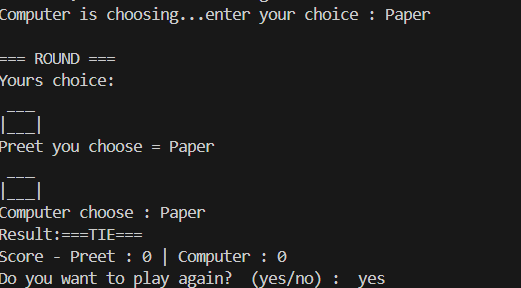 Computer is choosing...enter your choice : Paper
=== ROUND ===
Yours choice:
 ___
|___|
Preet you choose = Paper
 ___
|___|
Computer choose : Paper
Result:===TIE===
Score - Preet : 0 | Computer : 0
Do you want to play again?  (yes/no) :  yes